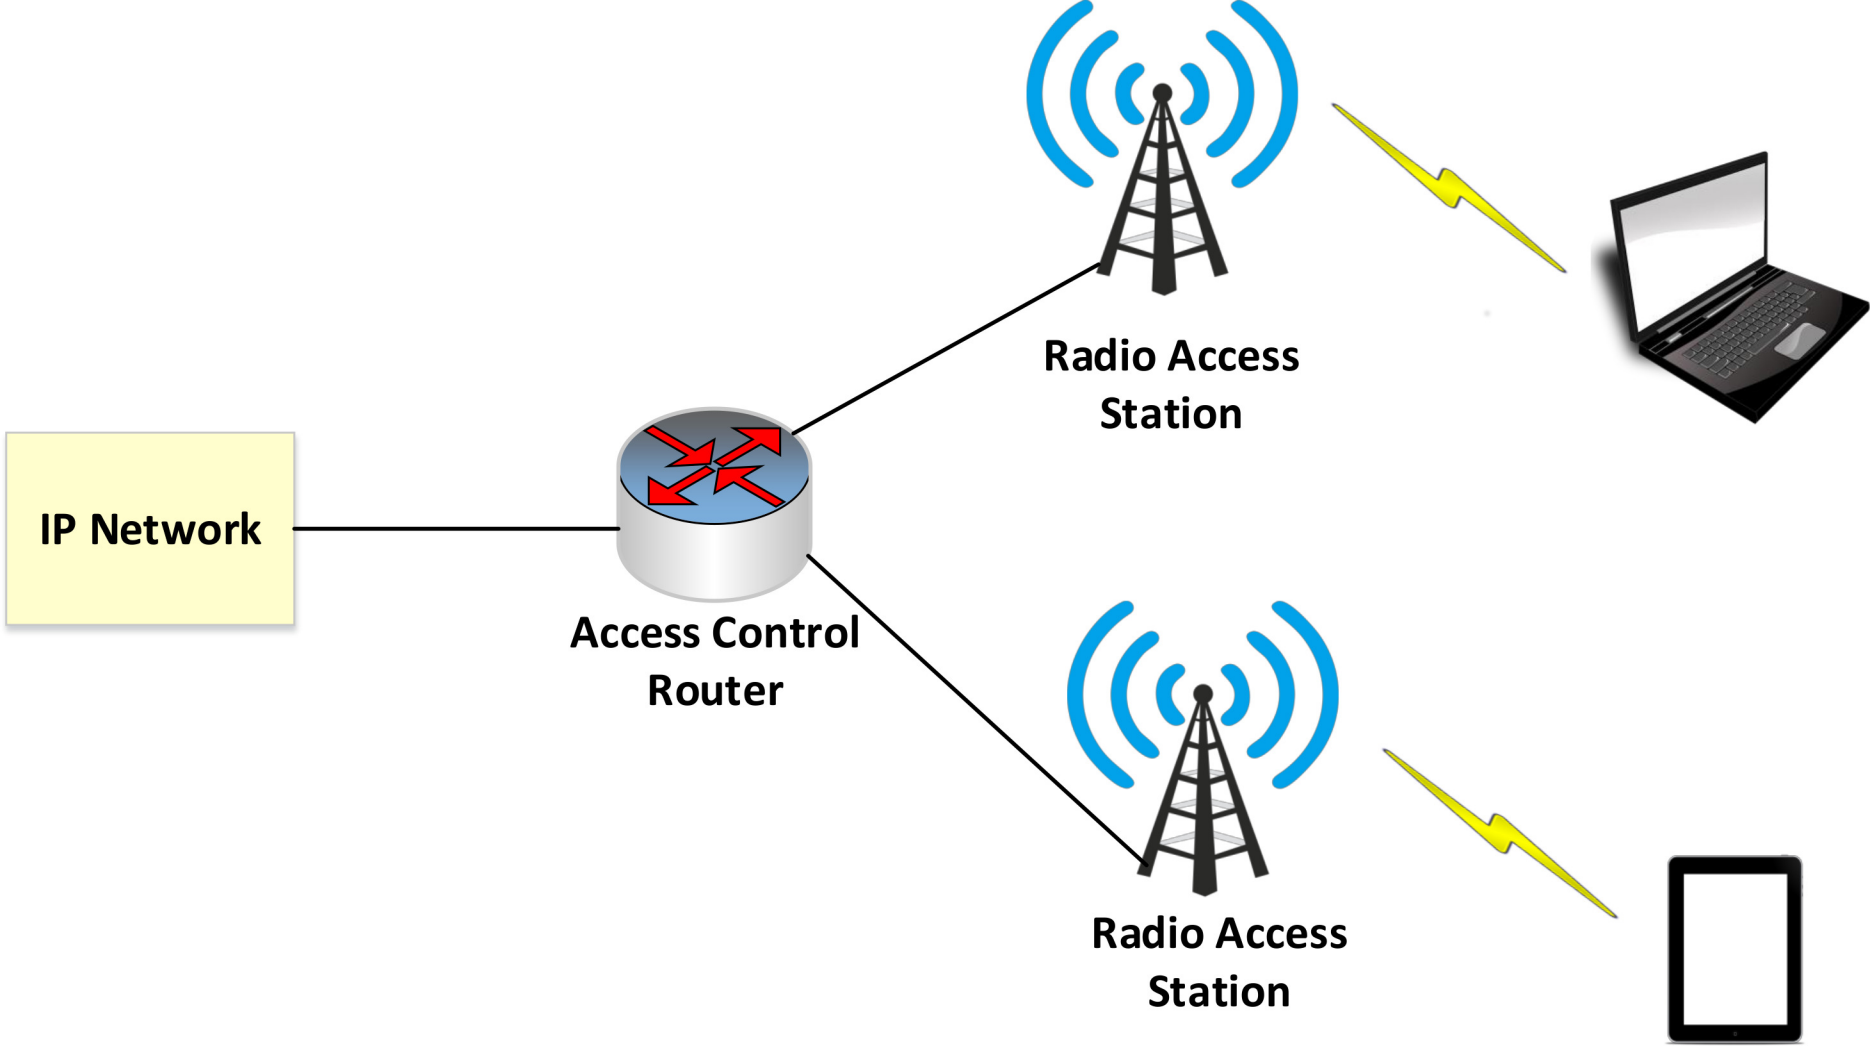 Radio Access
Station
IP Network
Access Control
Router
Radio Access
Station